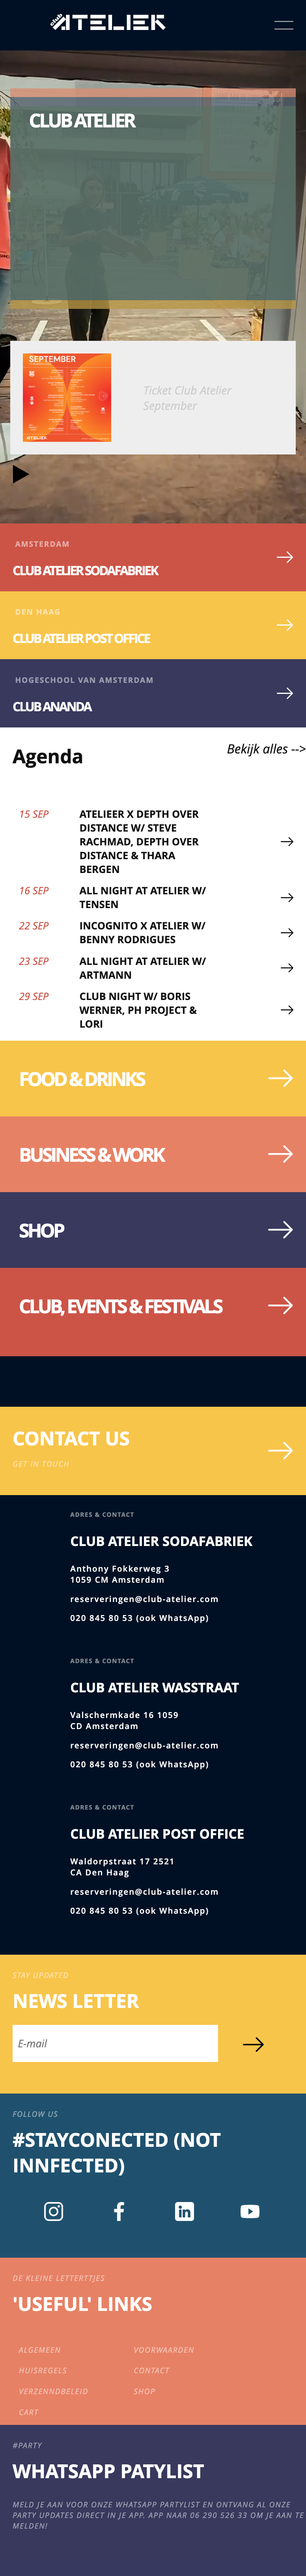 CLUB ATELIER
CLUB ATELIER
SEPTEMBER
ATELIER
Ticket Club Atelier
September
AMSTERDAM
CLUB ATELIER SODAFABRIEK
DEN HAAG
CLUB ATELIER POST OFFICE
HOGESCHOOL VAN AMSTERDAM
CLUB ANANDA
Agenda
Bekijk alles -->
15 SEP
ATELIEER X DEPTH OVER
DISTANCE W/ STEVE
RACHMAD, DEPTH OVER
DISTANCE & THARA
BERGEN
16 SEP
ALL NIGHT AT ATELIER W/
TENSEN
22 SEP
INCOGNITO X ATELIER W/
BENNY RODRIGUES
23 SEP
ALL NIGHT AT ATELIER W/
ARTMANN
29 SEP
CLUB NIGHT W/ BORIS
WERNER, PH PROJECT &
LORI
FOOD & DRINKS
BUSINESS & WORK
SHOP
CLUB, EVENTS & FESTIVALS
CONTACT US
GET IN TOUCH
ADRES & CONTACT
CLUB ATELIER SODAFABRIEK
Anthony Fokkerweg 3
1059 CM Amsterdam
reserveringen@club-atelier.com
020 845 80 53 (ook WhatsApp)
ADRES & CONTACT
CLUB ATELIER WASSTRAAT
Valschermkade 16 1059
CD Amsterdam
reserveringen@club-atelier.com
020 845 80 53 (ook WhatsApp)
ADRES & CONTACT
CLUB ATELIER POST OFFICE
Waldorpstraat 17 2521
CA Den Haag
reserveringen@club-atelier.com
020 845 80 53 (ook WhatsApp)
STAY UPDATED
NEWS LETTER
E-mail
FOLLOW US
#STAYCONECTED (NOT
INNFECTED)
DE KLEINE LETTERTTJES
'USEFUL' LINKS
ALGEMEEN
VOORWAARDEN
HUISREGELS
CONTACT
VERZENNDBELEID
SHOP
CART
#PARTY
WHATSAPP PATYLIST
MELD JE AAN VOOR ONZE WHATSAPP PARTYLIST EN ONTVANG AL ONZE
PARTY UPDATES DIRECT IN JE APP. APP NAAR 06 290 526 33 OM JE AAN TE
MELDEN!